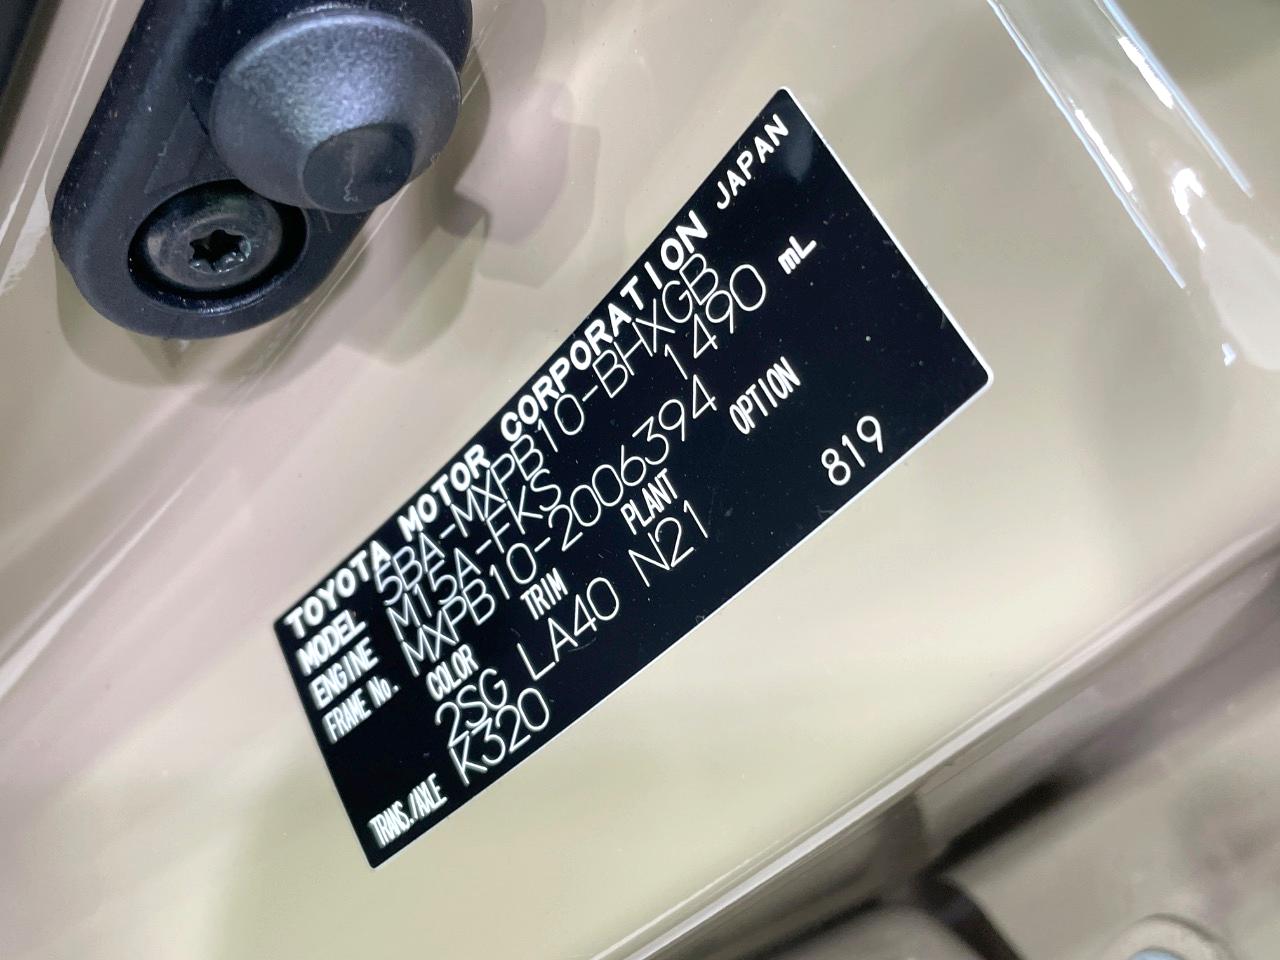 TOYOTA MOTOR CORPORATION JAPAN
MODEL 5BA-MXPB10-BHXGB
ENGINE M15A-FKS 1490 mL
FRAME No. MXPB10-2006394
COLOR TRIM PLANT OPTION
2SG LA40 N21 819
TRANS./AXLE K320